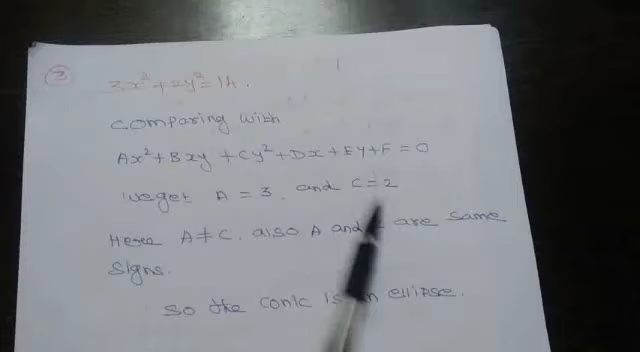 ③ 3x²+2y²=14.
comparing with
Ax²+Bxy+Cy²+Dx+Ey+F=0
we get A=3. and C=2
Here A≠C. also A and are same
signs.
so the conic is an ellipse.